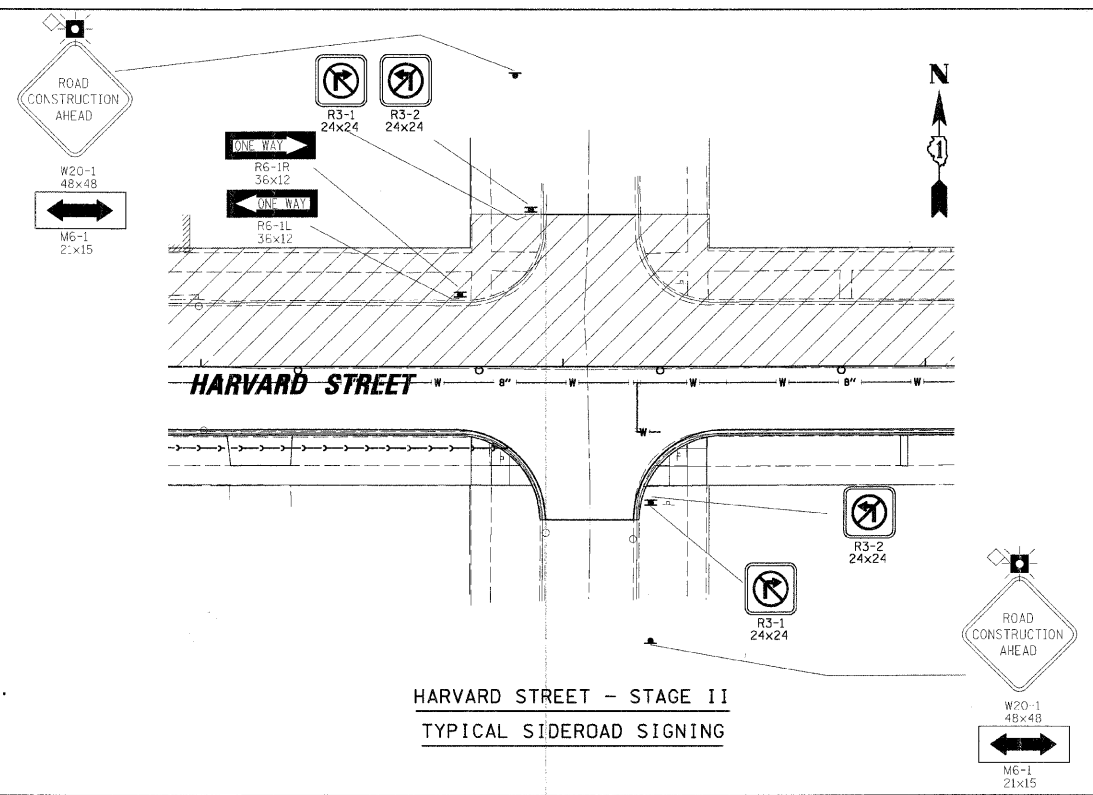 ROAD
CONSTRUCTION
AHEAD
W20-1
48x48
M6-1
21x15
R3-1
24x24
R3-2
24x24
ONE WAY
R6-1R
36x12
ONE WAY
R6-1L
36x12
N
1
HARVARD STREET
W 8" W W W 8" W
W
R3-2
24x24
R3-1
24x24
ROAD
CONSTRUCTION
AHEAD
W20-1
48x48
M6-1
21x15
HARVARD STREET - STAGE II
TYPICAL SIDEROAD SIGNING